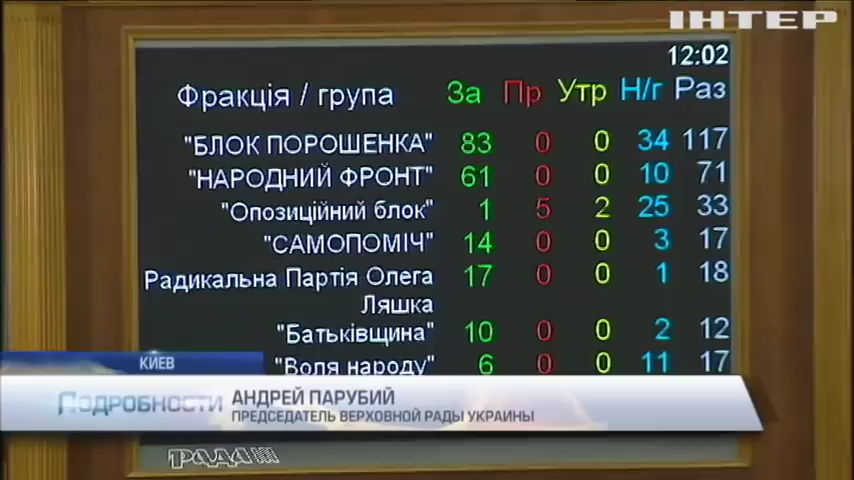 ІНТЕР
12:02
Фракція / група За Пр Утр Н/г Раз
"БЛОК ПОРОШЕНКА" 83 0 0 34 117
"НАРОДНИЙ ФРОНТ" 61 0 0 10 71
"Опозиційний блок" 1 5 2 25 33
"САМОПОМІЧ" 14 0 0 3 17
Радикальна Партія Олега
Ляшка 17 0 0 1 18
"Батьківщина" 10 0 0 2 12
"Воля народу" 6 0 0 11 17
КИЕВ
ПОДРОБНОСТИ
АНДРЕЙ ПАРУБИЙ
ПРЕДСЕДАТЕЛЬ ВЕРХОВНОЙ РАДЫ УКРАИНЫ
РАДА